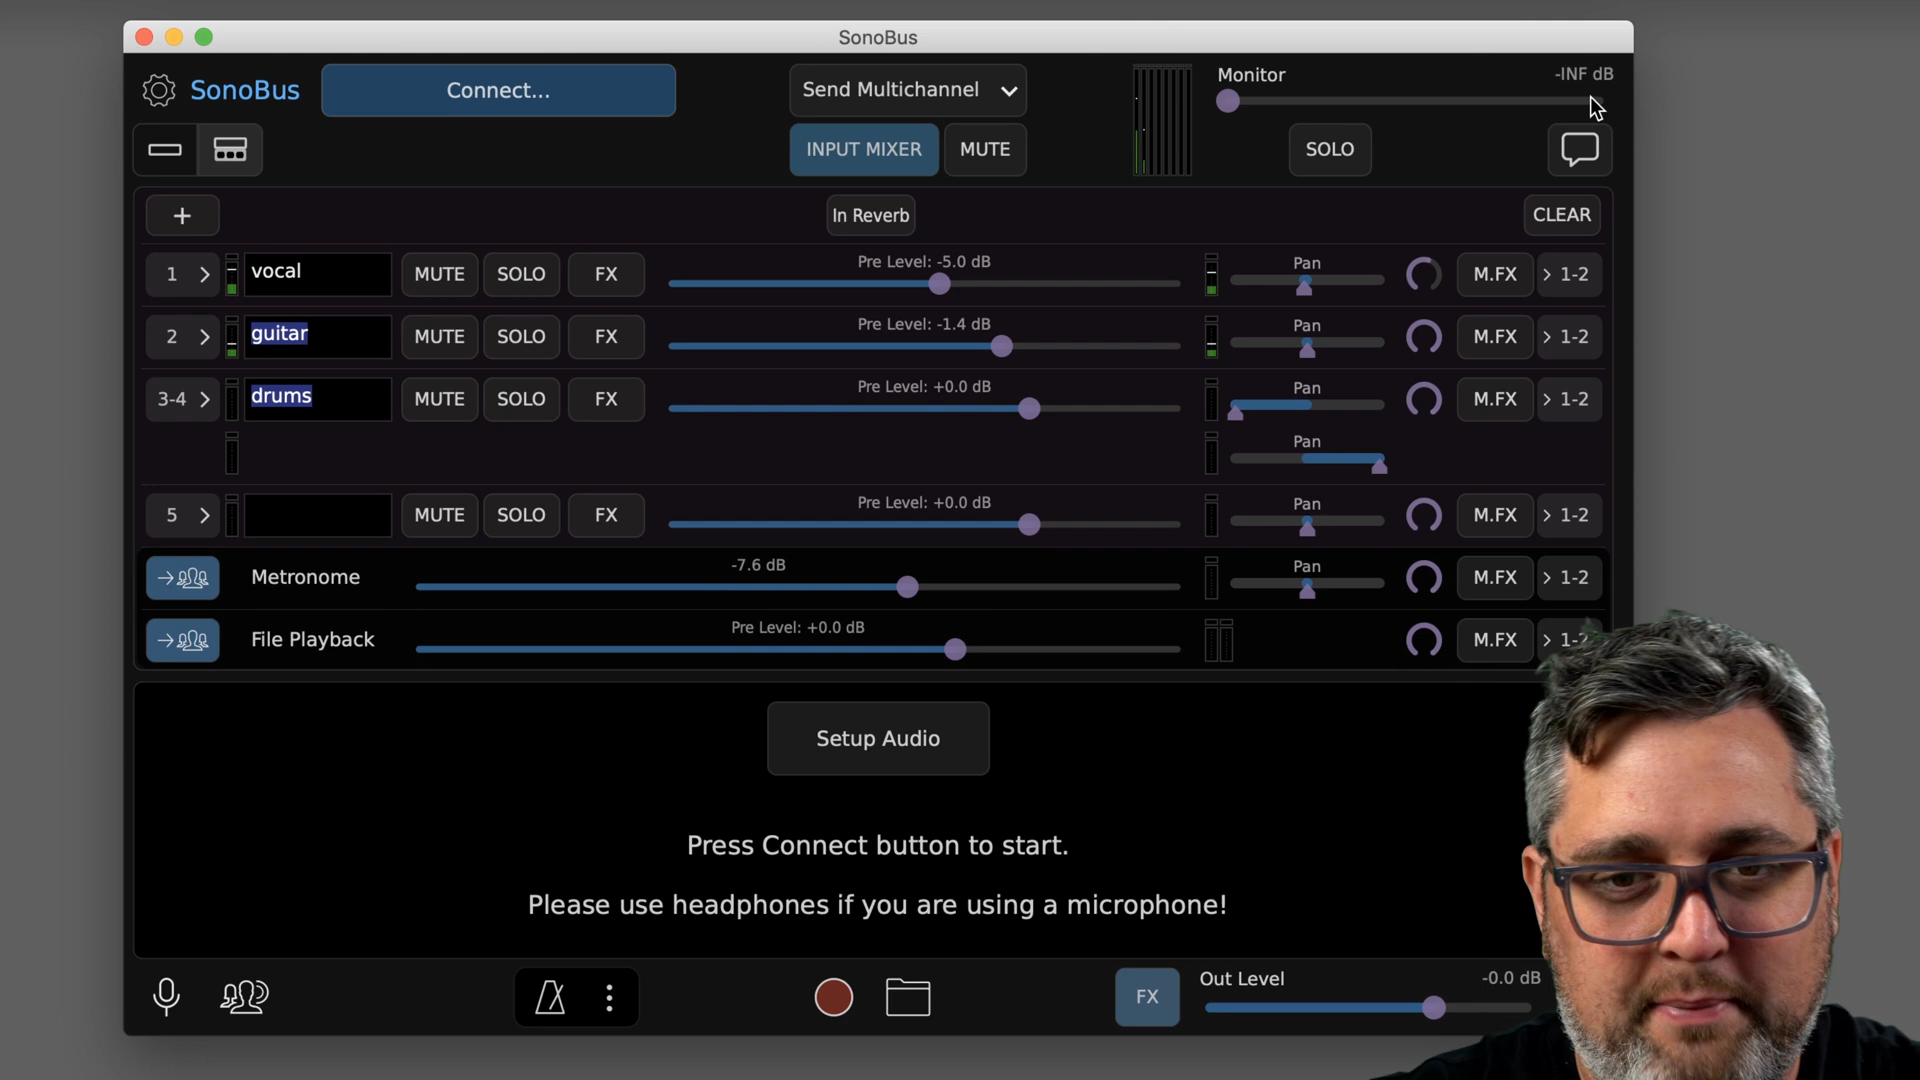 SonoBus
SonoBus
Connect...
Send Multichannel
Monitor
-INF dB
INPUT MIXER
MUTE
SOLO
+
In Reverb
CLEAR
1 > vocal MUTE SOLO FX Pre Level: -5.0 dB Pan M.FX > 1-2
2 > guitar MUTE SOLO FX Pre Level: -1.4 dB Pan M.FX > 1-2
3-4 > drums MUTE SOLO FX Pre Level: +0.0 dB Pan M.FX > 1-2
Pan
5 > MUTE SOLO FX Pre Level: +0.0 dB Pan M.FX > 1-2
Metronome -7.6 dB Pan M.FX > 1-2
File Playback Pre Level: +0.0 dB M.FX > 1-2
Setup Audio
Press Connect button to start.
Please use headphones if you are using a microphone!
FX
Out Level
-0.0 dB